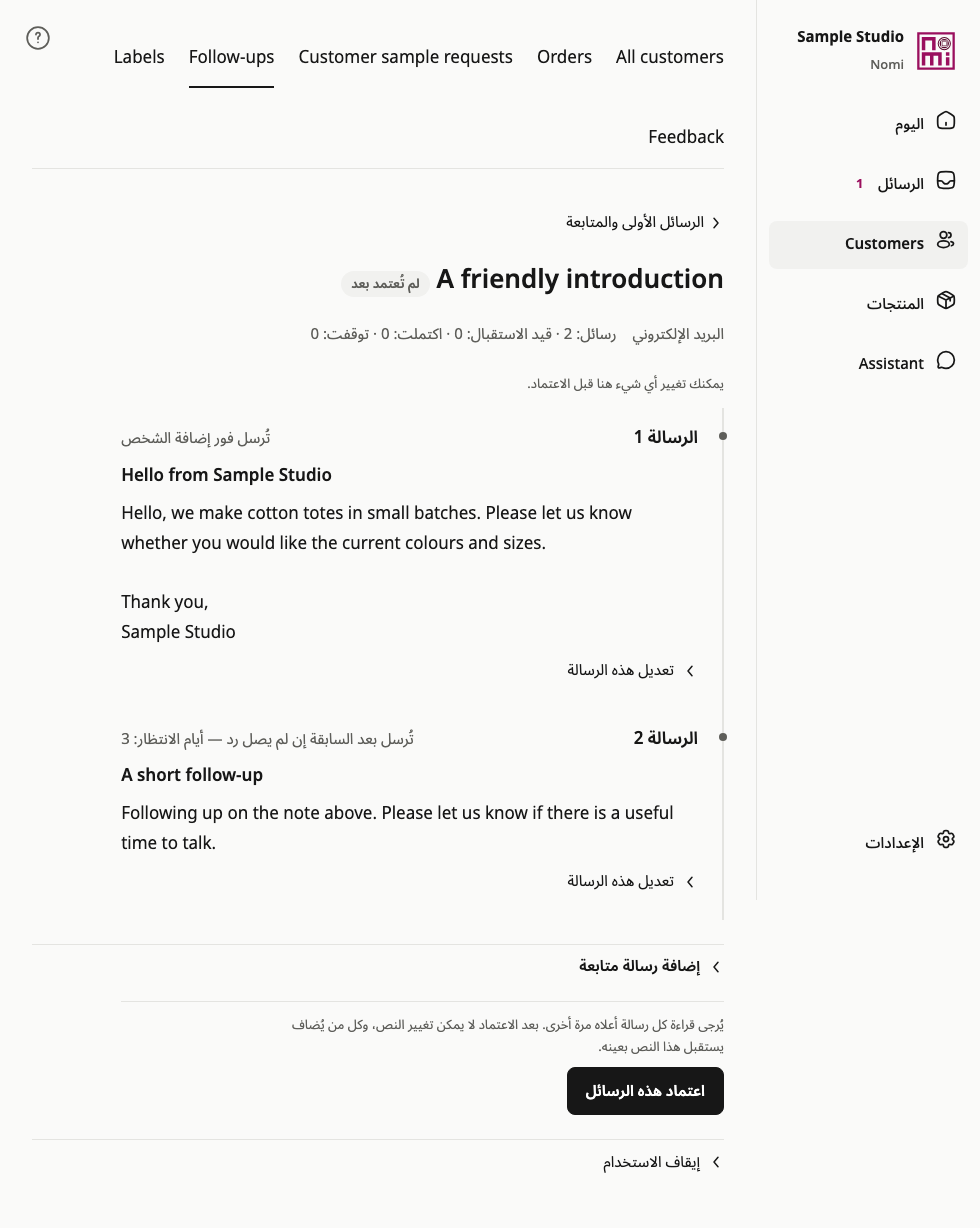 Sample Studio
Nomi
اليوم
الرسائل 1
Customers
المنتجات
Assistant
الإعدادات
All customers
Orders
Customer sample requests
Follow-ups
Labels
Feedback
الرسائل الأولى والمتابعة
A friendly introduction لم تُعتمد بعد
البريد الإلكتروني رسائل: 2 · قيد الاستقبال: 0 · اكتملت: 0 · توقفت: 0
يمكنك تغيير أي شيء هنا قبل الاعتماد.
الرسالة 1
تُرسل فور إضافة الشخص
Hello from Sample Studio
Hello, we make cotton totes in small batches. Please let us know
whether you would like the current colours and sizes.
Thank you,
Sample Studio
تعديل هذه الرسالة
الرسالة 2
تُرسل بعد السابقة إن لم يصل رد — أيام الانتظار: 3
A short follow-up
Following up on the note above. Please let us know if there is a useful
time to talk.
تعديل هذه الرسالة
إضافة رسالة متابعة
يُرجى قراءة كل رسالة أعلاه مرة أخرى. بعد الاعتماد لا يمكن تغيير النص، وكل من يُضاف
يستقبل هذا النص بعينه.
اعتماد هذه الرسائل
إيقاف الاستخدام